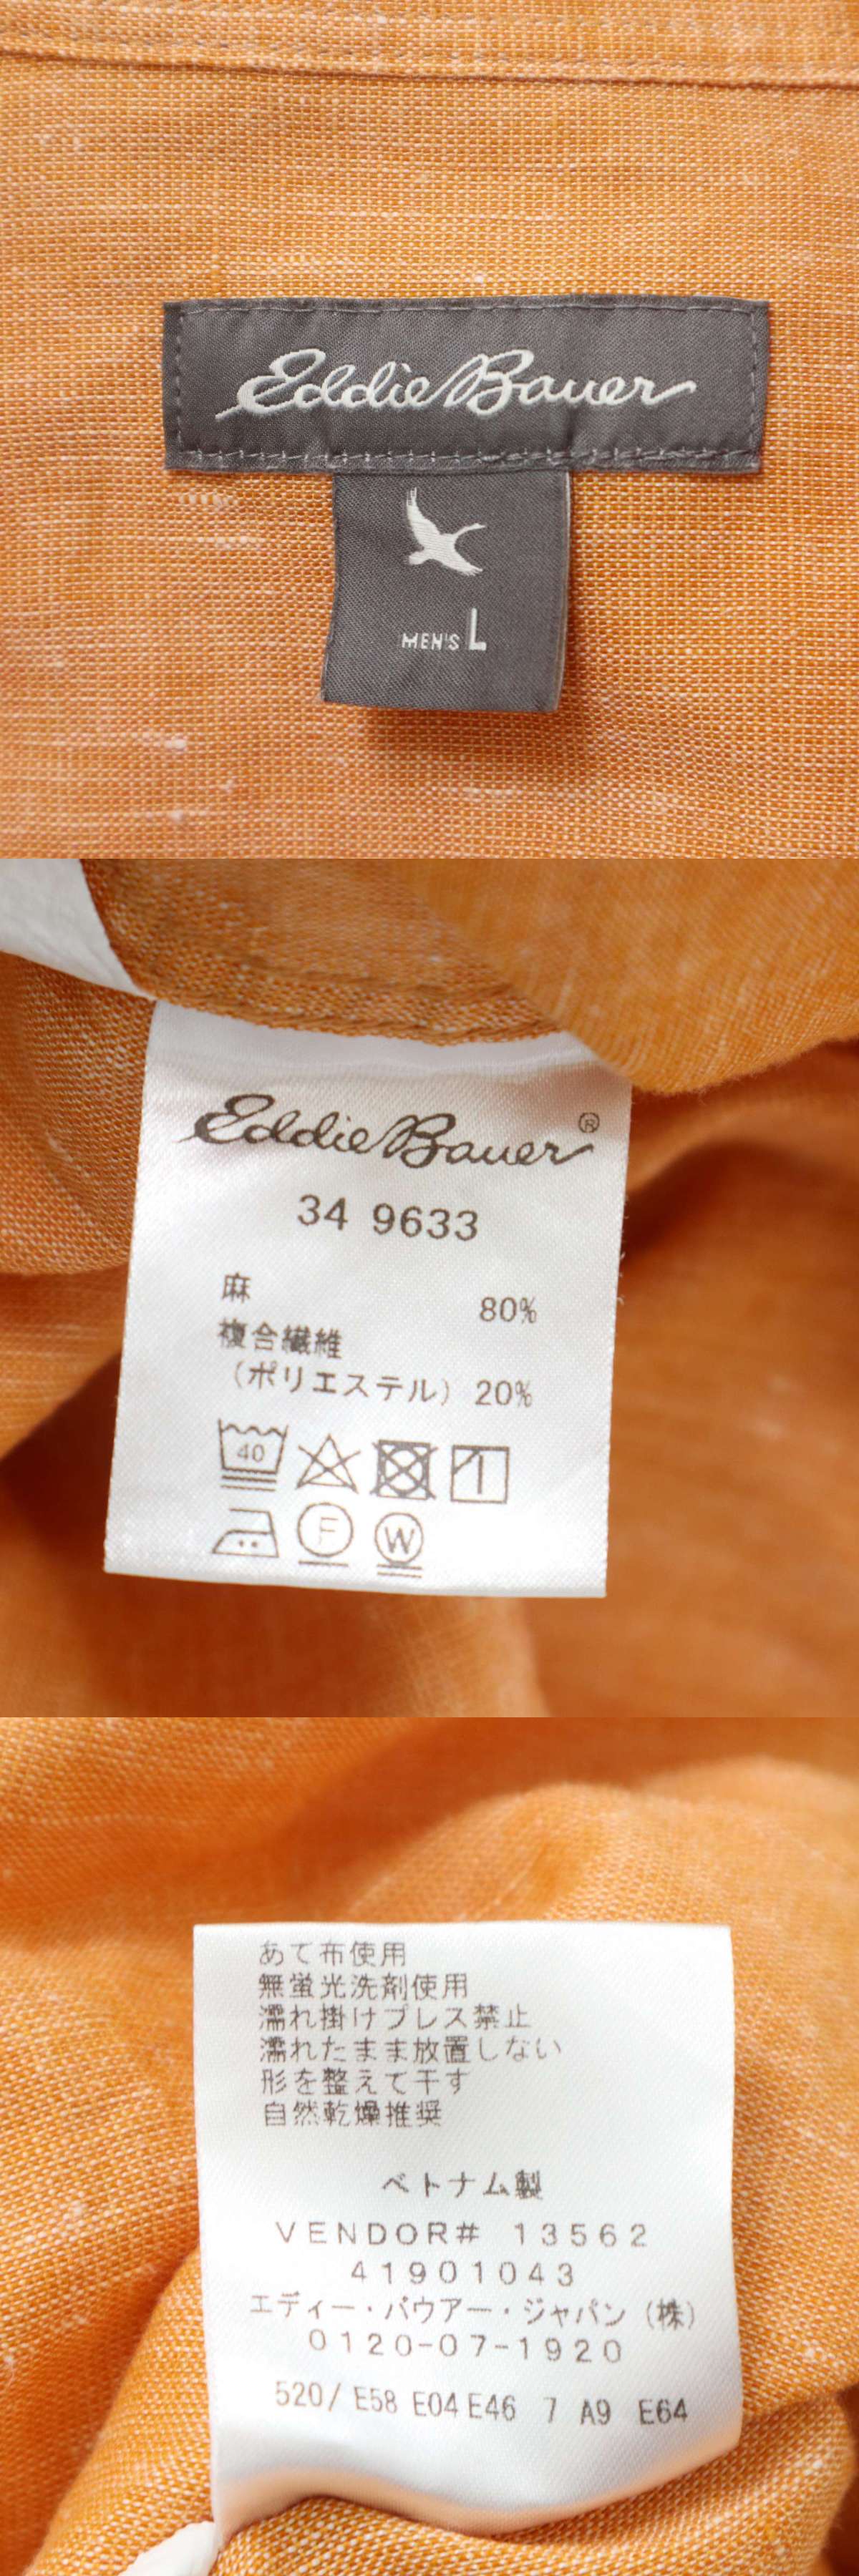 Eddie Bauer
MEN'S L
Eddie Bauer®
34 9633
麻 80%
複合繊維
（ポリエステル） 20%
40
F W
あて布使用
無蛍光洗剤使用
濡れ掛けプレス禁止
濡れたまま放置しない
形を整えて干す
自然乾燥推奨
ベトナム製
VENDOR# 13562
41901043
エディー・バウアー・ジャパン（株）
0120-07-1920
520/ E58 E04 E46 7 A9 E64